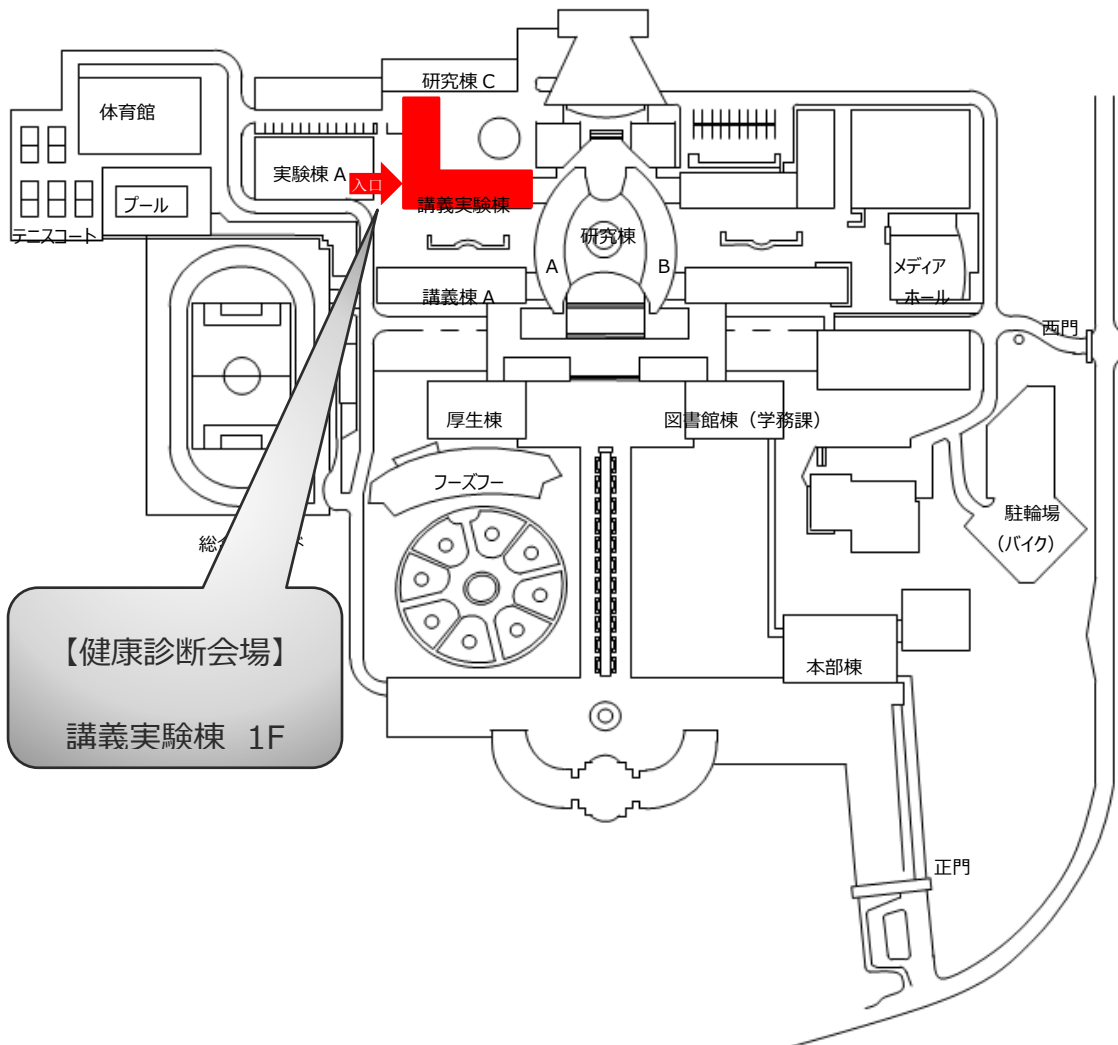 研究棟 C
体育館
実験棟 A
入口
プール
講義実験棟
テニスコート
研究棟
A
B
メディア
ホール
講義棟 A
西門
厚生棟
図書館棟（学務課）
フーズフー
駐輪場
（バイク）
総合
ド
【健康診断会場】
講義実験棟 1F
本部棟
正門